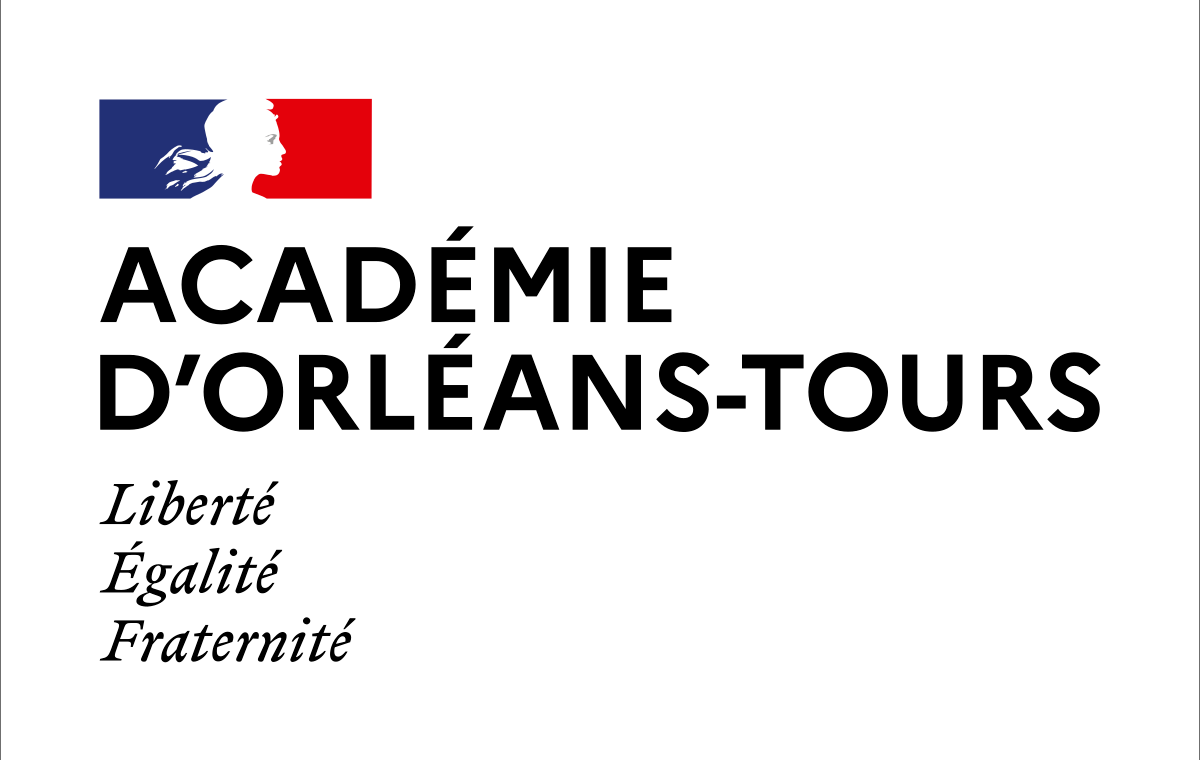 ACADÉMIE
D’ORLÉANS-TOURS
Liberté
Égalité
Fraternité